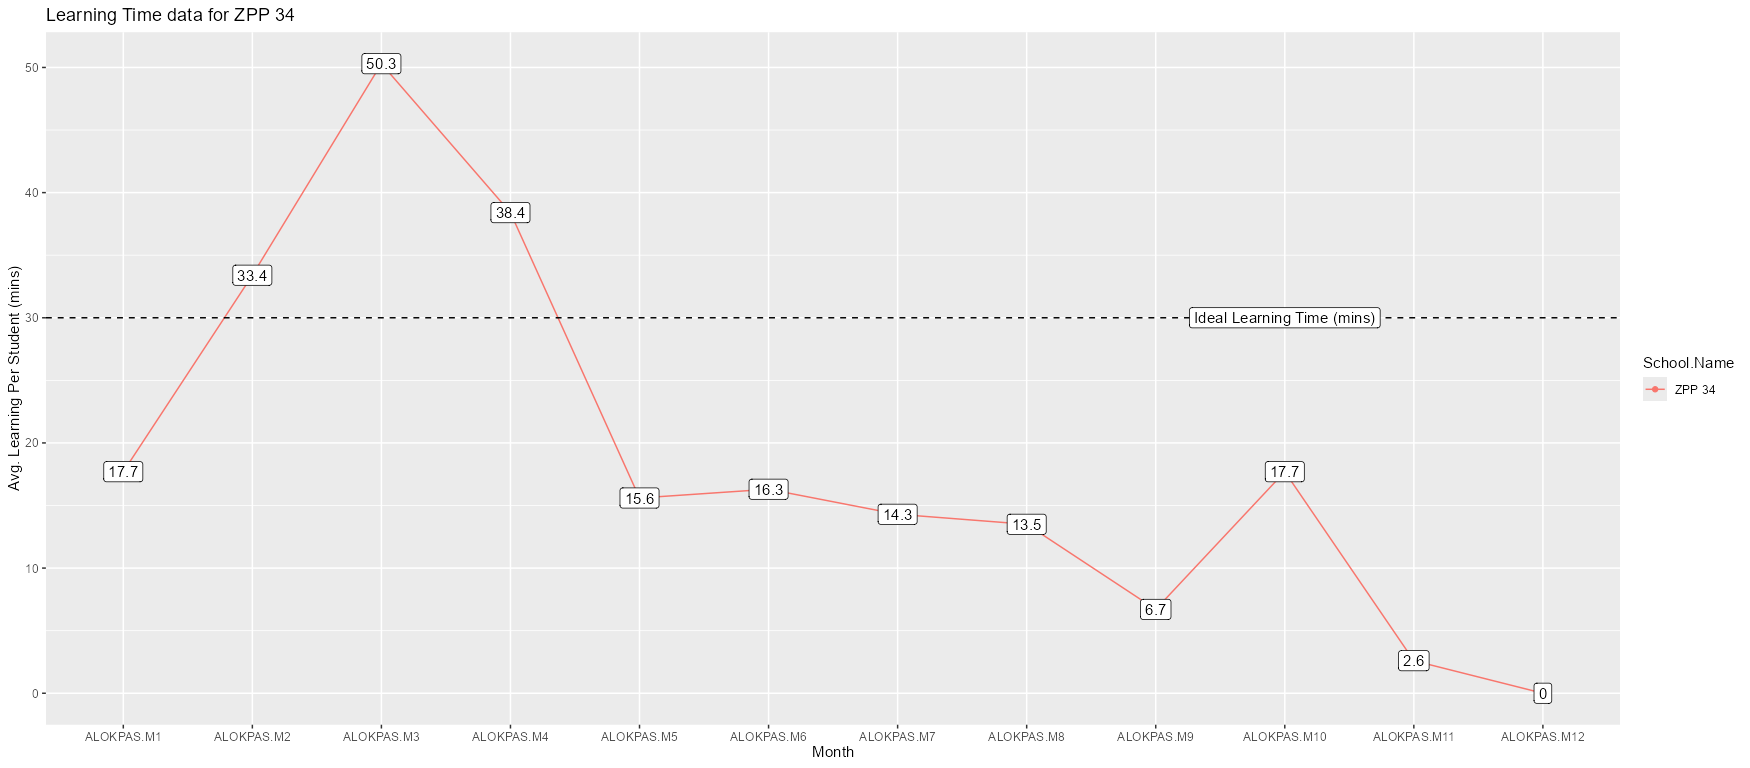 Learning Time data for ZPP 34
Avg. Learning Per Student (mins)
50
40
30
20
10
0
17.7
33.4
50.3
38.4
15.6
16.3
14.3
13.5
6.7
17.7
2.6
0
Ideal Learning Time (mins)
ALOKPAS.M1
ALOKPAS.M2
ALOKPAS.M3
ALOKPAS.M4
ALOKPAS.M5
ALOKPAS.M6
ALOKPAS.M7
ALOKPAS.M8
ALOKPAS.M9
ALOKPAS.M10
ALOKPAS.M11
ALOKPAS.M12
Month
School.Name
ZPP 34